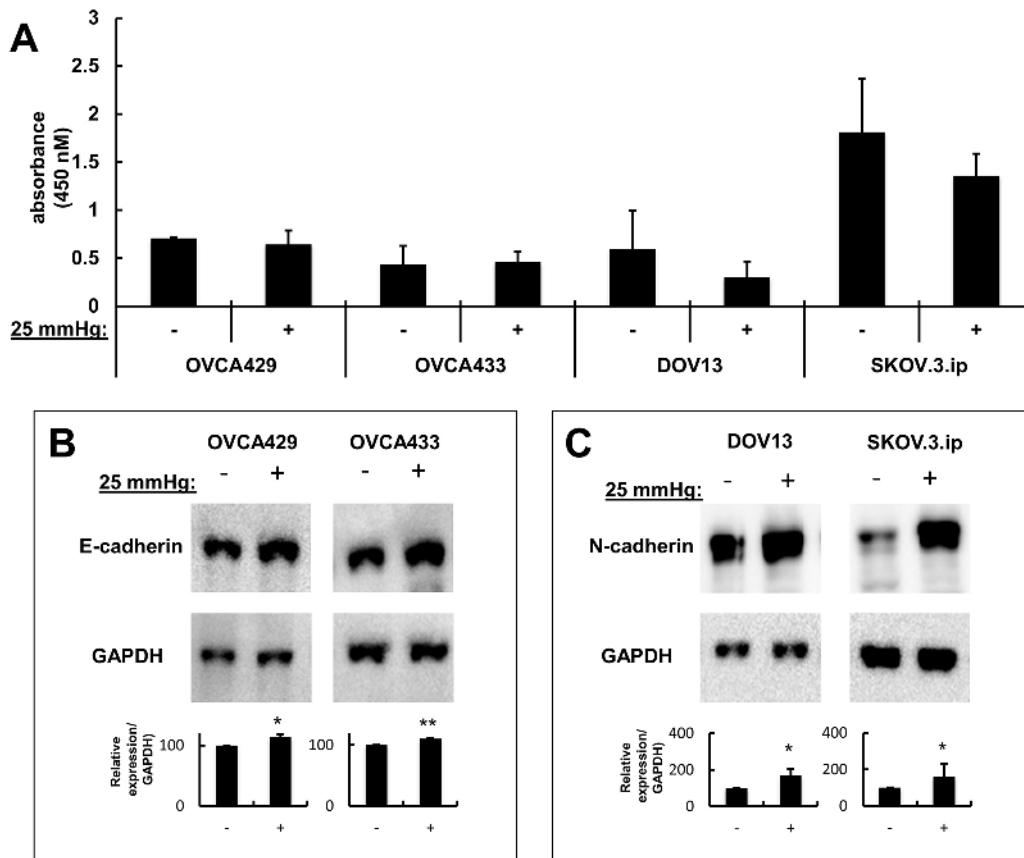 A
absorbance
(450 nM)
3
2.5
2
1.5
1
0.5
0
25 mmHg: - + - + - + - +
OVCA429 OVCA433 DOV13 SKOV.3.ip
B
OVCA429 OVCA433
25 mmHg: - + - +
E-cadherin
GAPDH
Relative
expression/
GAPDH)
100
0
*
- +
100
0
**
- +
C
DOV13 SKOV.3.ip
25 mmHg: - + - +
N-cadherin
GAPDH
Relative
expression/
GAPDH)
400
200
0
*
- +
400
200
0
*
- +